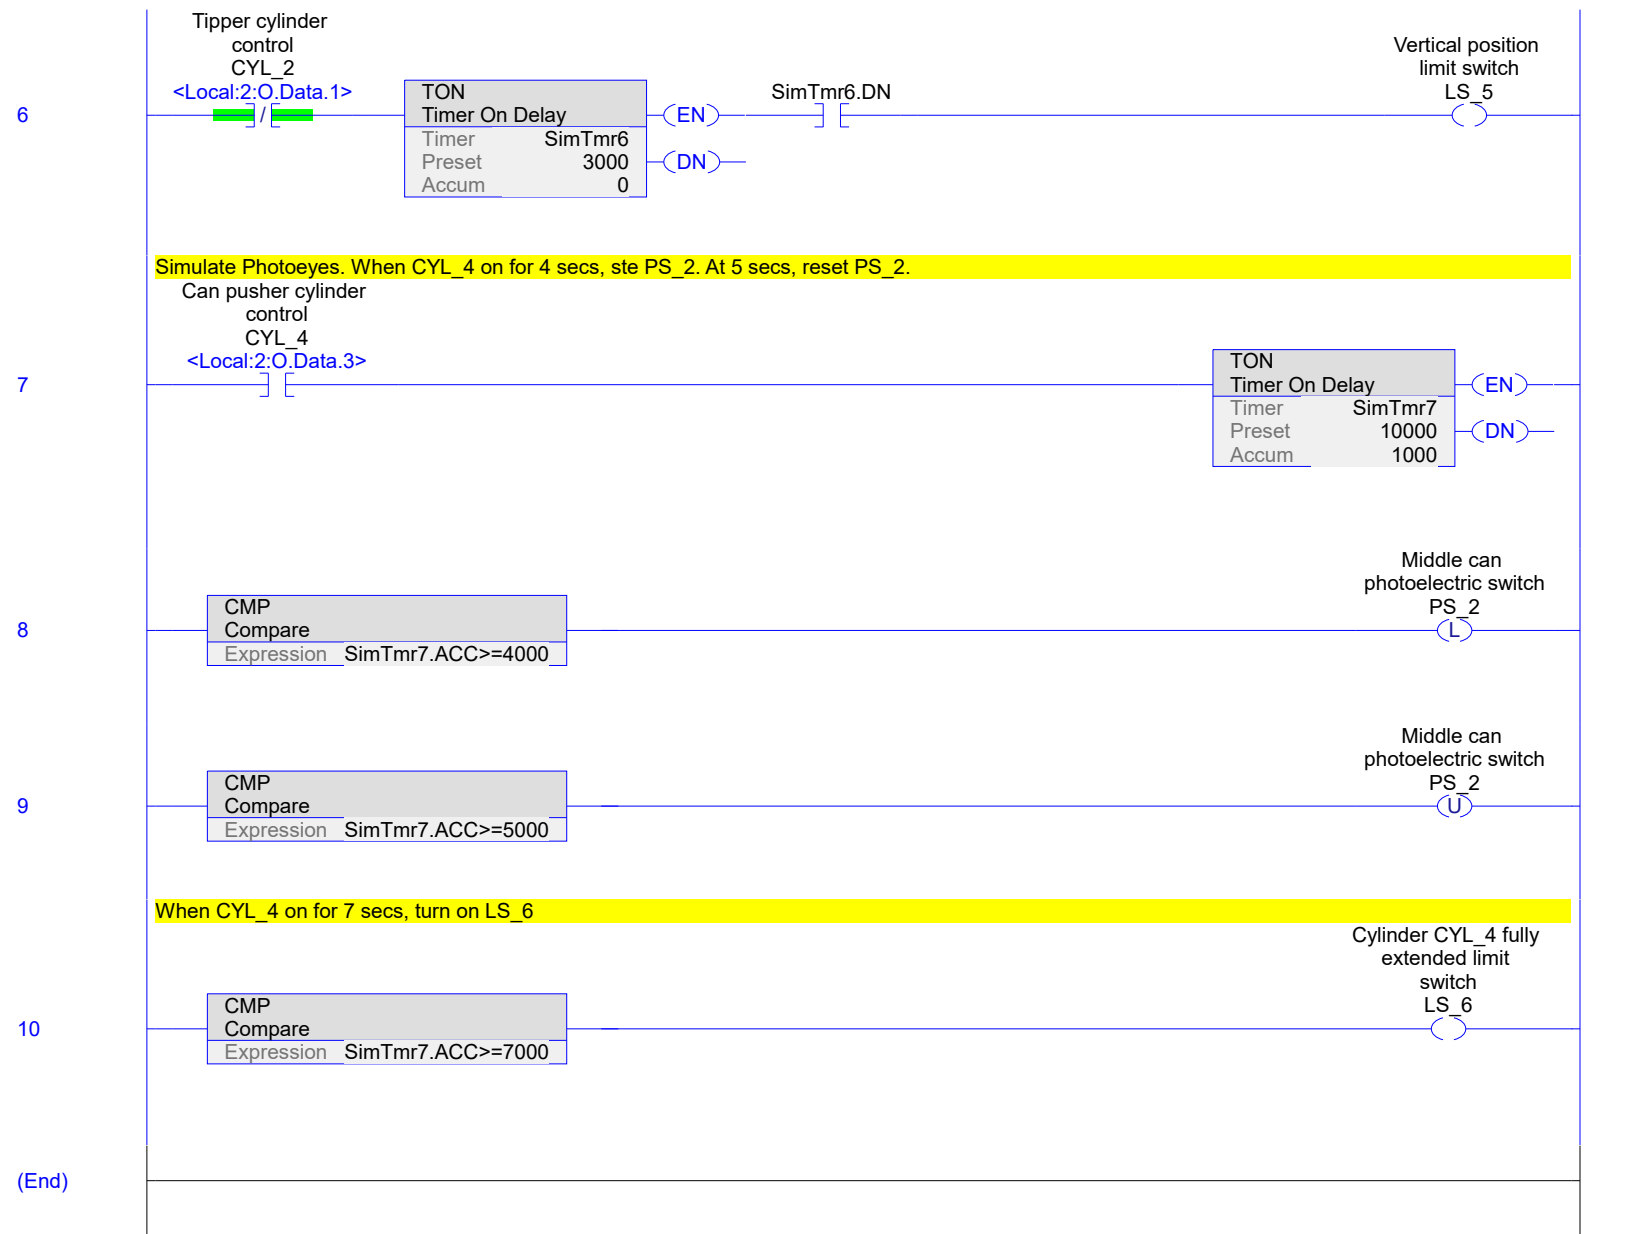 Tipper cylinder
control
CYL_2
<Local:2:O.Data.1>
6
/
TON
Timer On Delay
Timer SimTmr6
Preset 3000
Accum 0
EN
DN
SimTmr6.DN
Vertical position
limit switch
LS_5
Simulate Photoeyes. When CYL_4 on for 4 secs, ste PS_2. At 5 secs, reset PS_2.
Can pusher cylinder
control
CYL_4
<Local:2:O.Data.3>
7
TON
Timer On Delay
Timer SimTmr7
Preset 10000
Accum 1000
EN
DN
8
CMP
Compare
Expression SimTmr7.ACC>=4000
Middle can
photoelectric switch
PS_2
L
9
CMP
Compare
Expression SimTmr7.ACC>=5000
Middle can
photoelectric switch
PS_2
U
When CYL_4 on for 7 secs, turn on LS_6
10
CMP
Compare
Expression SimTmr7.ACC>=7000
Cylinder CYL_4 fully
extended limit
switch
LS_6
(End)